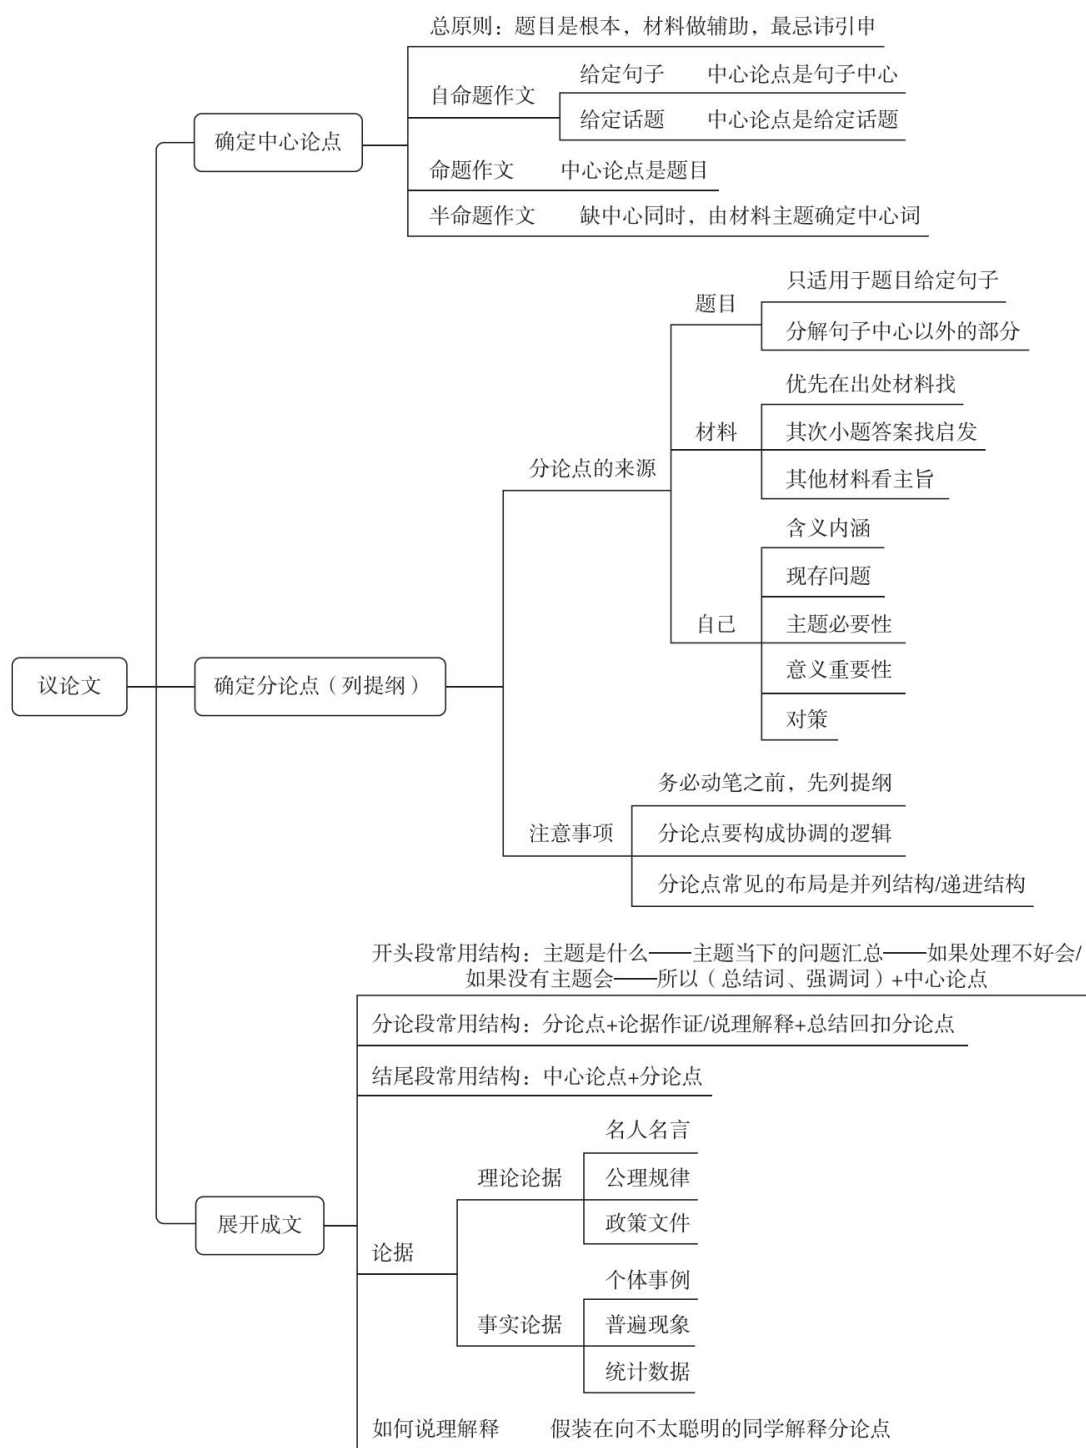 总原则：题目是根本，材料做辅助，最忌讳引申
自命题作文
给定句子 中心论点是句子中心
给定话题 中心论点是给定话题
确定中心论点
命题作文 中心论点是题目
半命题作文 缺中心同时，由材料主题确定中心词
题目
只适用于题目给定句子
分解句子中心以外的部分
材料
优先在出处材料找
其次小题答案找启发
其他材料看主旨
分论点的来源
自己
含义内涵
现存问题
主题必要性
意义重要性
对策
议论文
确定分论点（列提纲）
注意事项
务必动笔之前，先列提纲
分论点要构成协调的逻辑
分论点常见的布局是并列结构/递进结构
开头段常用结构：主题是什么——主题当下的问题汇总——如果处理不好会/
如果没有主题会——所以（总结词、强调词）+中心论点
分论段常用结构：分论点+论据作证/说理解释+总结回扣分论点
结尾段常用结构：中心论点+分论点
展开成文
论据
理论论据
名人名言
公理规律
政策文件
事实论据
个体事例
普遍现象
统计数据
如何说理解释 假装在向不太聪明的同学解释分论点